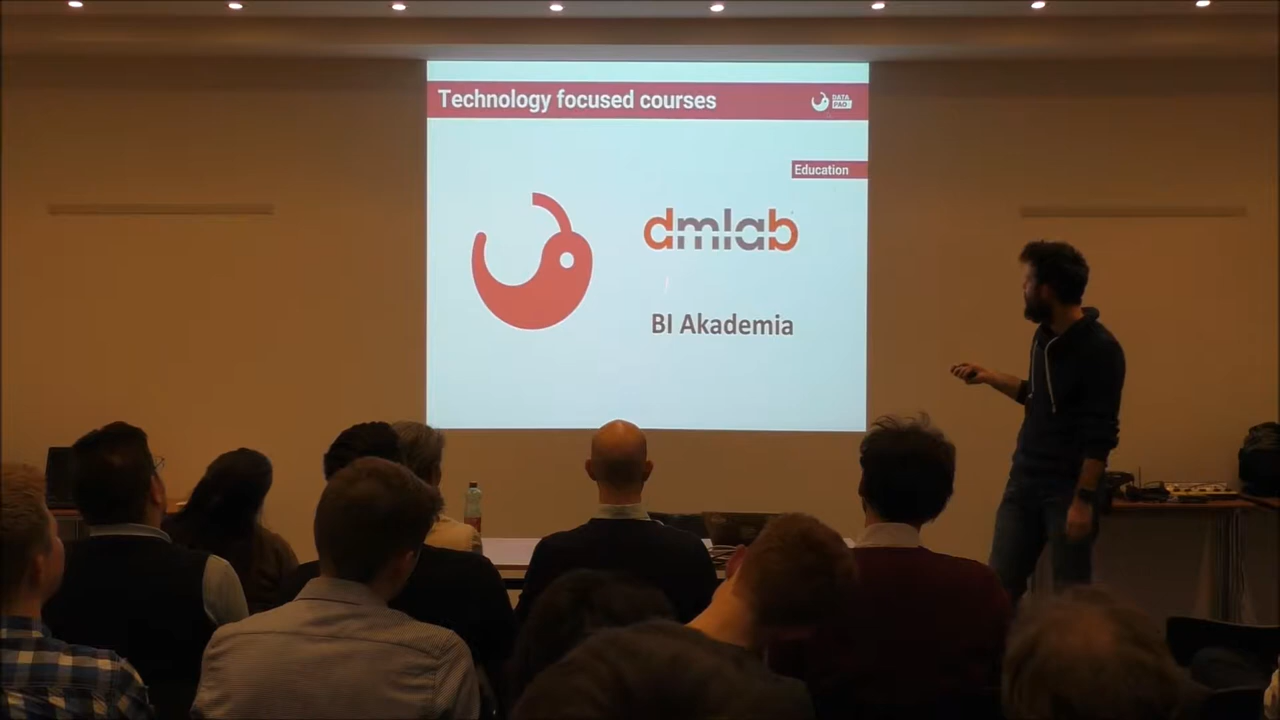 Technology focused courses
DATA
PAO
Education
dmlab
BI Akademia